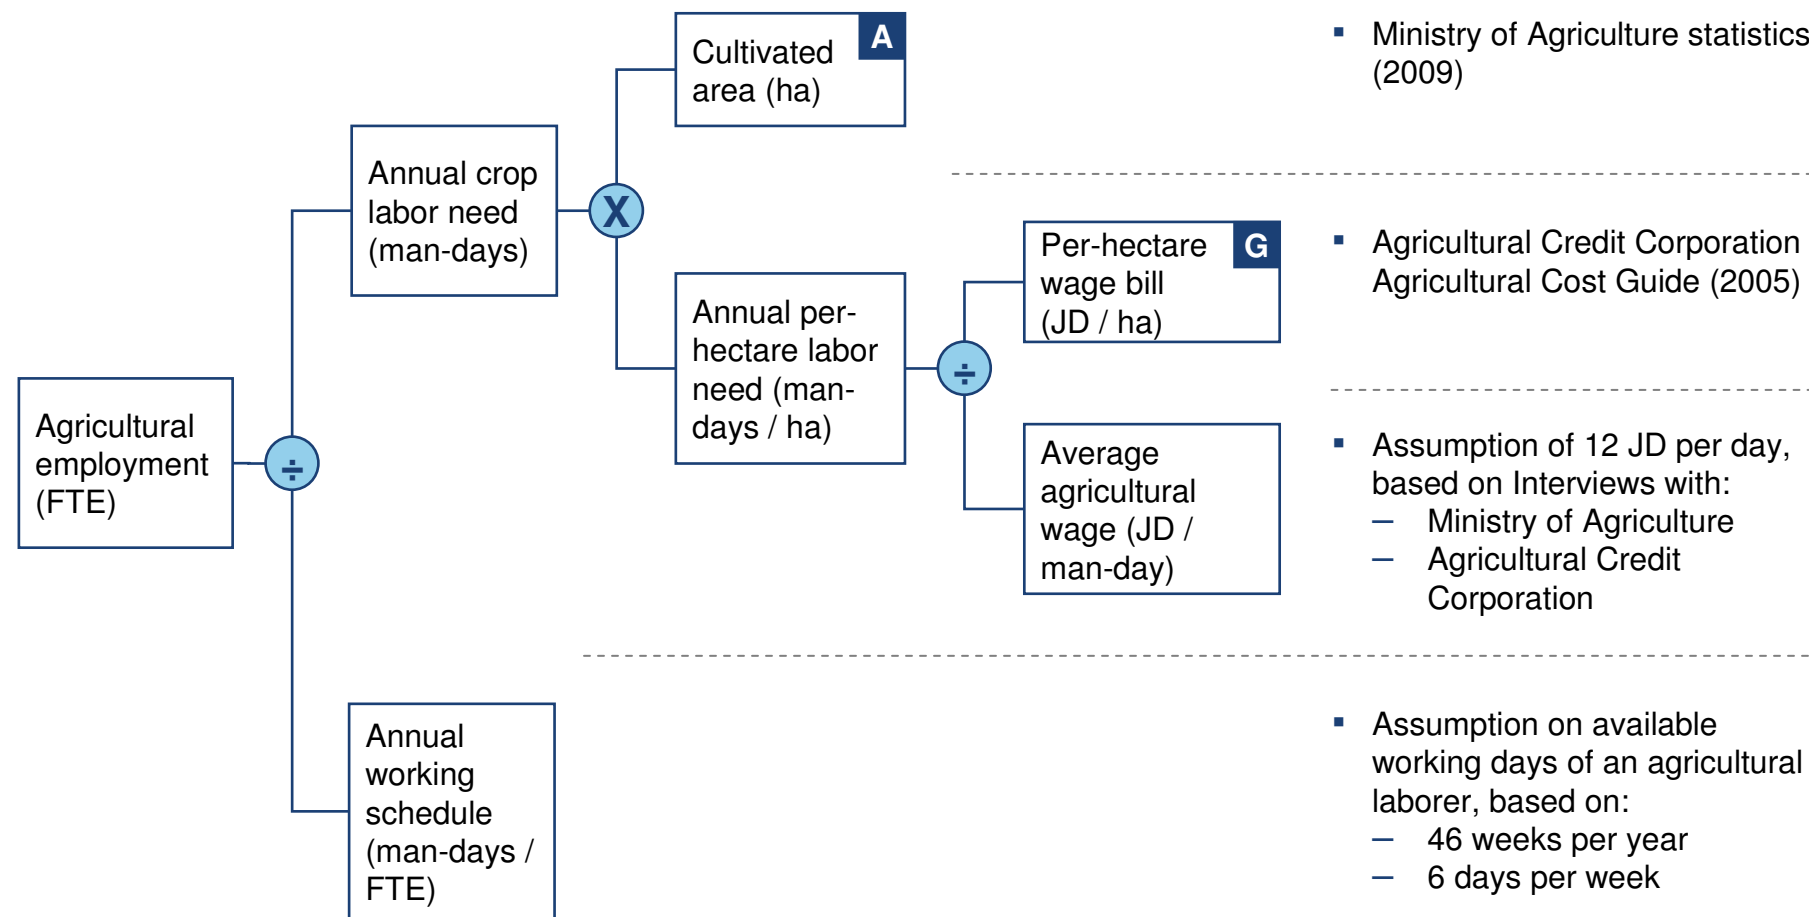 Cultivated
area (ha)
A
▪ Ministry of Agriculture statistics
(2009)
Annual crop
labor need
(man-days)
X
Per-hectare
wage bill
(JD / ha)
G
▪ Agricultural Credit Corporation
Agricultural Cost Guide (2005)
Annual per-
hectare labor
need (man-
days / ha)
÷
Agricultural
employment
(FTE)
÷
Average
agricultural
wage (JD /
man-day)
▪ Assumption of 12 JD per day,
based on Interviews with:
– Ministry of Agriculture
– Agricultural Credit
Corporation
Annual
working
schedule
(man-days /
FTE)
▪ Assumption on available
working days of an agricultural
laborer, based on:
– 46 weeks per year
– 6 days per week